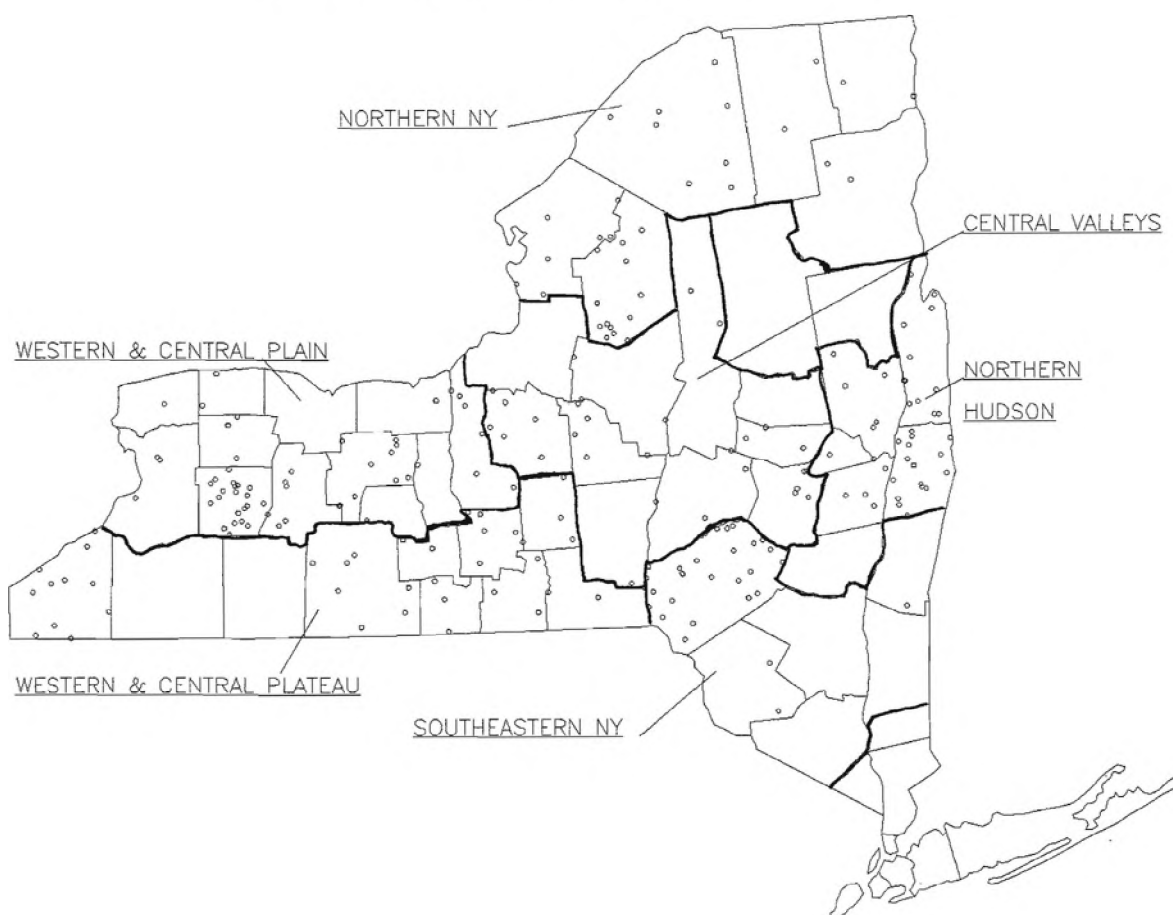 NORTHERN NY
CENTRAL VALLEYS
WESTERN & CENTRAL PLAIN
NORTHERN
HUDSON
WESTERN & CENTRAL PLATEAU
SOUTHEASTERN NY